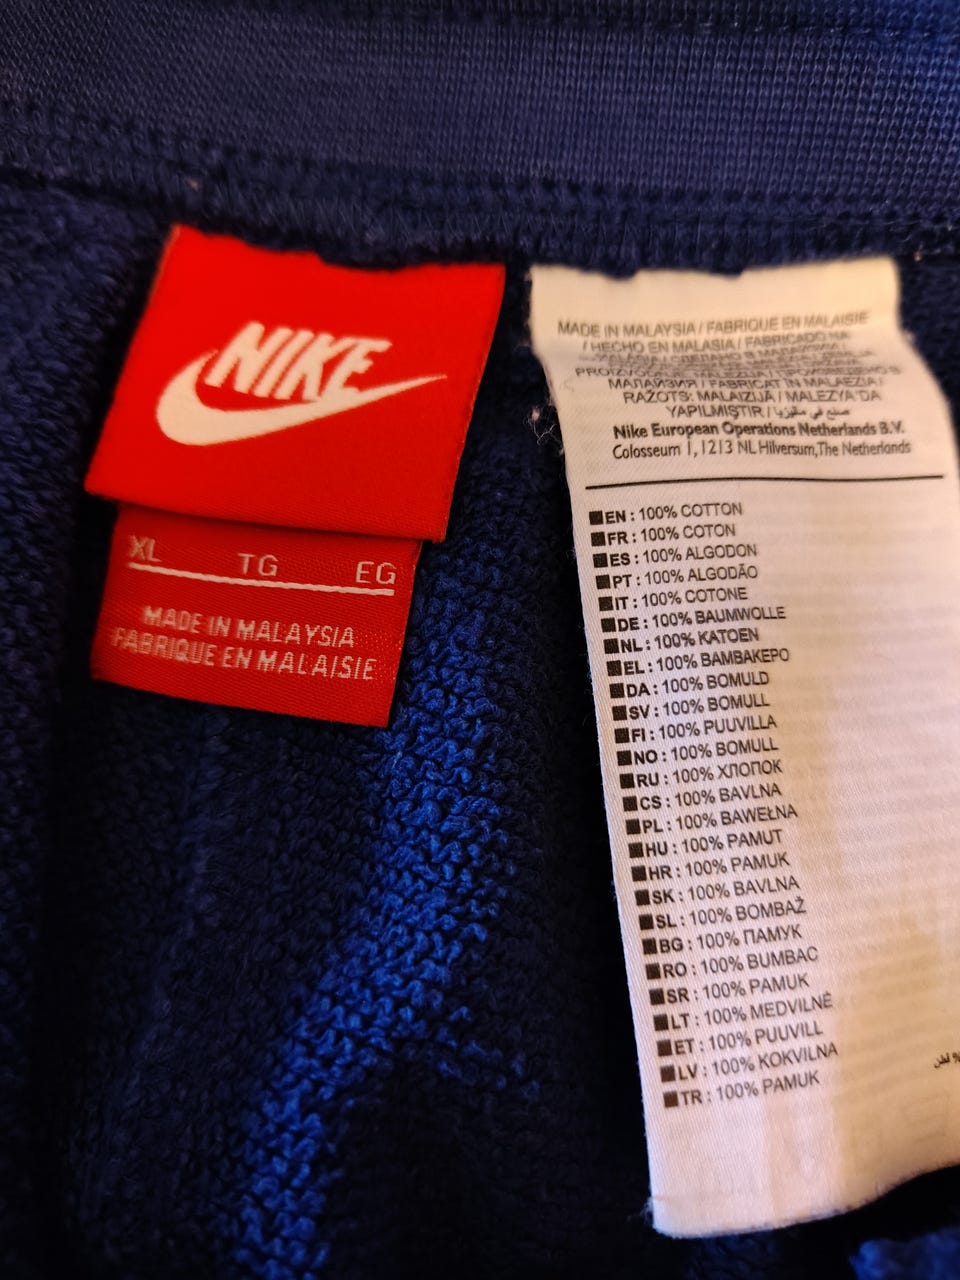 NIKE
XL TG EG
MADE IN MALAYSIA
FABRIQUE EN MALAISIE
MADE IN MALAYSIA / FABRIQUE EN MALAISIE
/ HECHO EN MALASIA / FABRICADO NA
MALAЙЗИЯ / FABRICAT IN MALAEZIA /
RAŽOTS: MALAIZIJA / MALEZYA'DA
YAPILMIŞTIR / صنع في ماليزيا
Nike European Operations Netherlands B.V.
Colosseum 1, 1213 NL Hilversum, The Netherlands
EN : 100% COTTON
FR : 100% COTON
ES : 100% ALGODON
PT : 100% ALGODÃO
IT : 100% COTONE
DE : 100% BAUMWOLLE
NL : 100% KATOEN
EL : 100% ΒΑΜΒΑΚΕΡΟ
DA : 100% BOMULD
SV : 100% BOMULL
FI : 100% PUUVILLA
NO : 100% BOMULL
RU : 100% ХЛОПОК
CS : 100% BAVLNA
PL : 100% BAWEŁNA
HU : 100% PAMUT
HR : 100% PAMUK
SK : 100% BAVLNA
SL : 100% BOMBAŽ
BG : 100% ПАМУК
RO : 100% BUMBAC
SR : 100% PAMUK
LT : 100% MEDVILNĖ
ET : 100% PUUVILL
LV : 100% KOKVILNA
TR : 100% PAMUK
% قطن